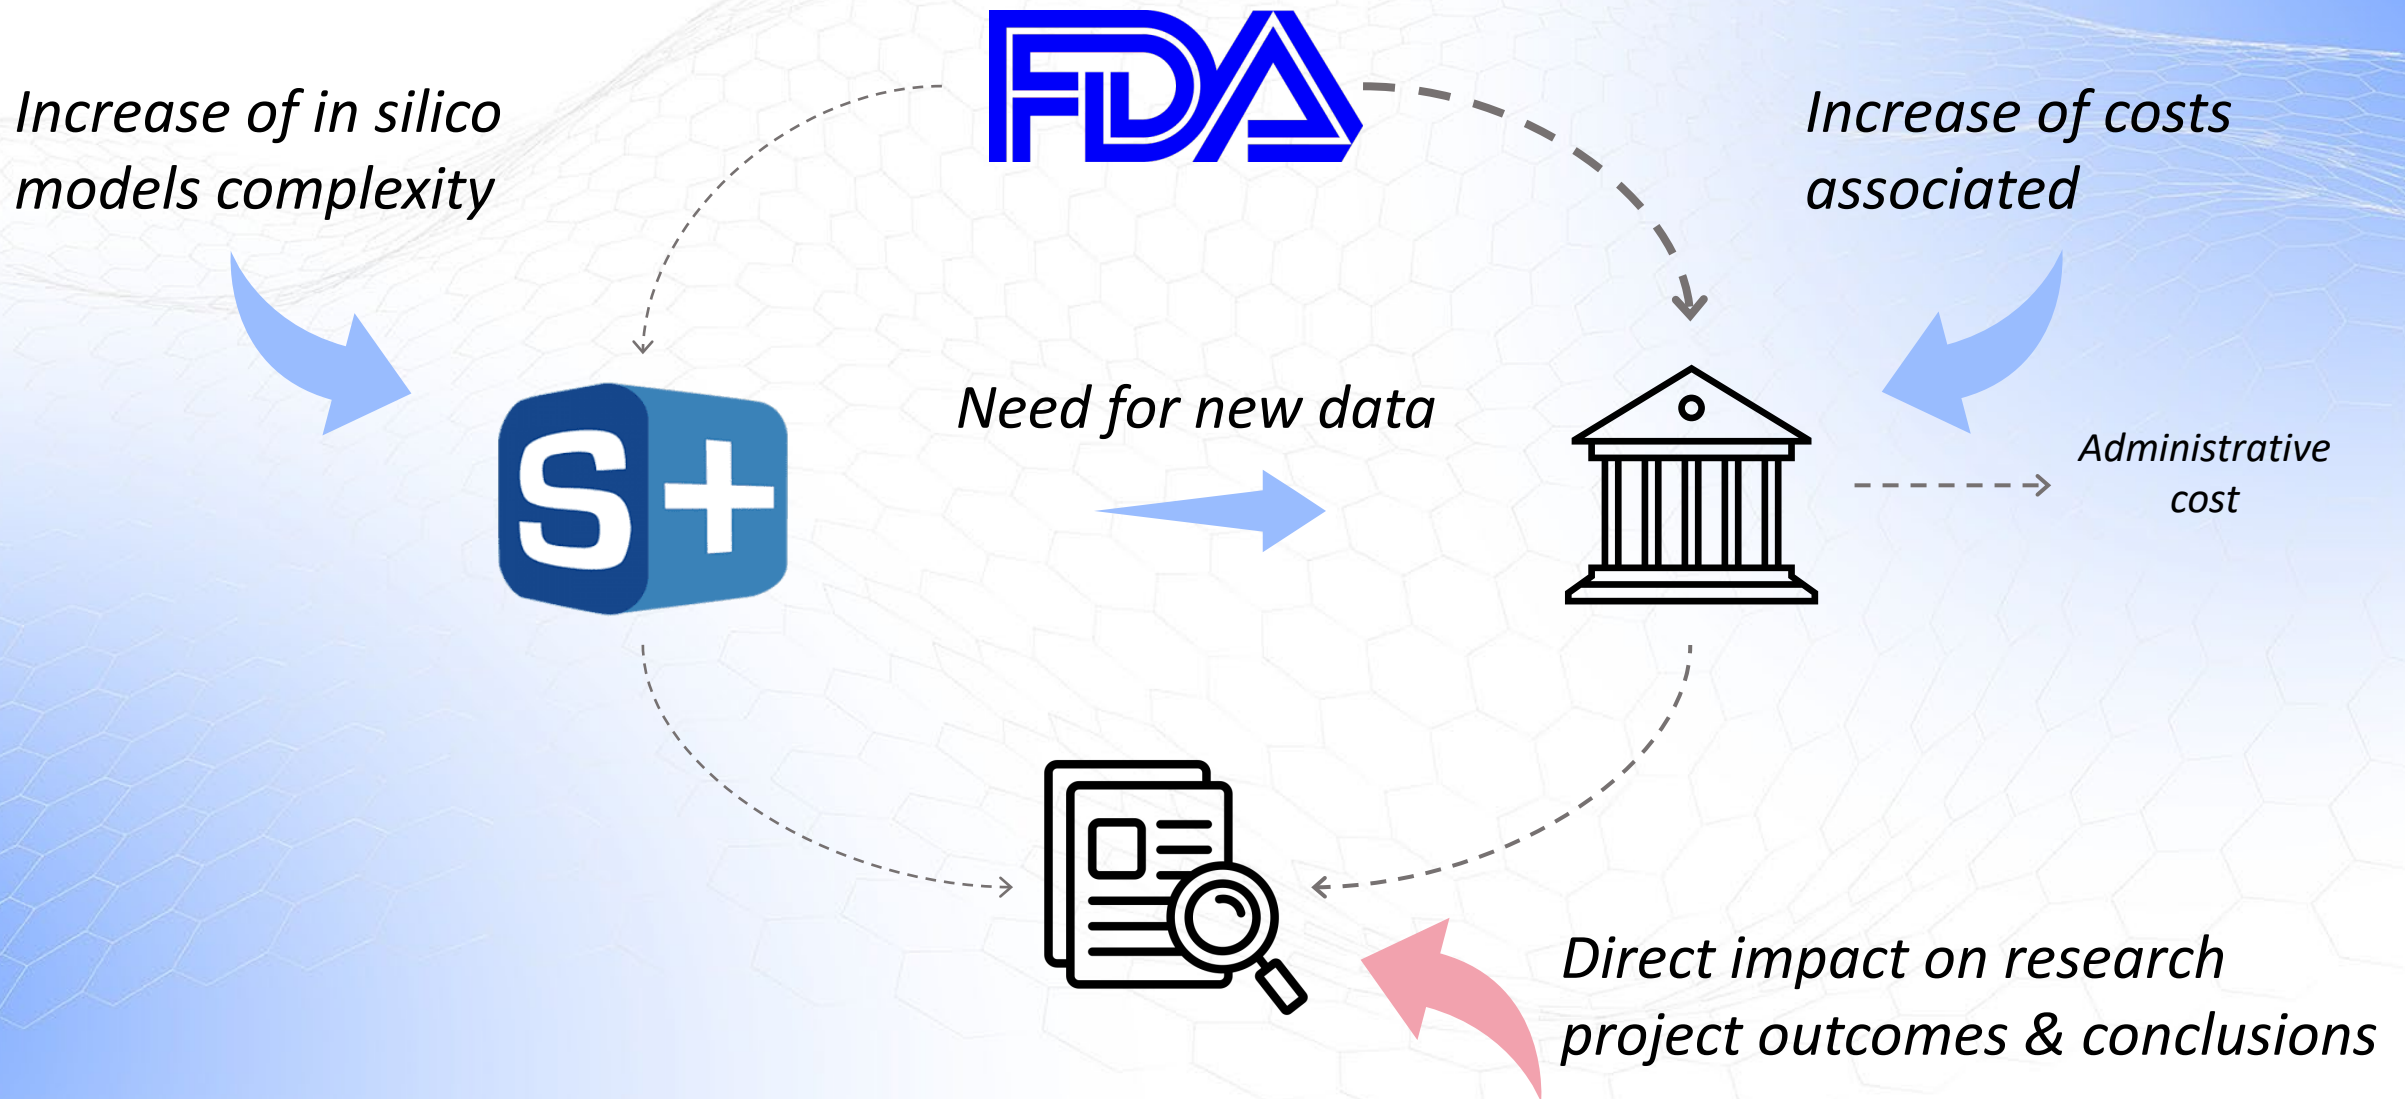 FDA
Increase of in silico
models complexity
Increase of costs
associated
Need for new data
Administrative
cost
S+
Direct impact on research
project outcomes & conclusions